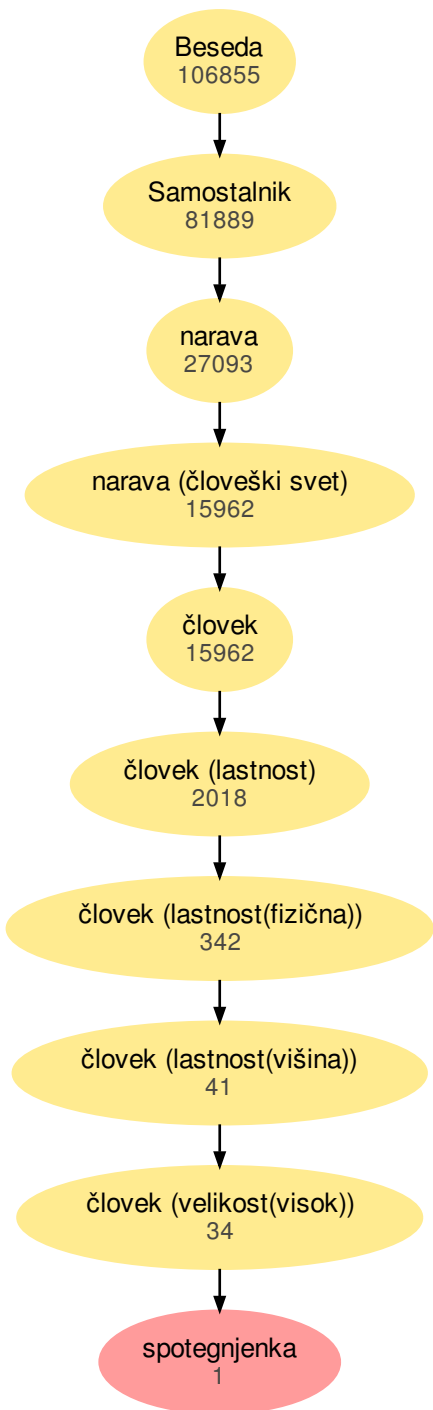 Beseda
106855
Samostalnik
81889
narava
27093
narava (človeški svet)
15962
človek
15962
človek (lastnost)
2018
človek (lastnost(fizična))
342
človek (lastnost(višina))
41
človek (velikost(visok))
34
spotegnjenka
1